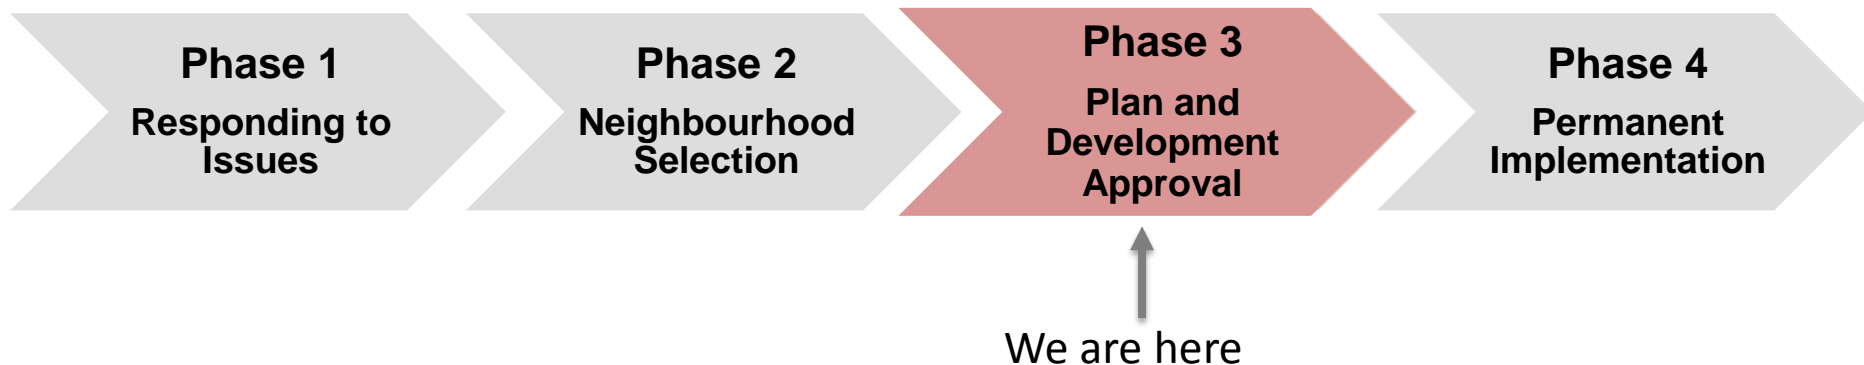 Phase 1
Responding to
Issues
Phase 2
Neighbourhood
Selection
Phase 3
Plan and
Development
Approval
Phase 4
Permanent
Implementation
We are here